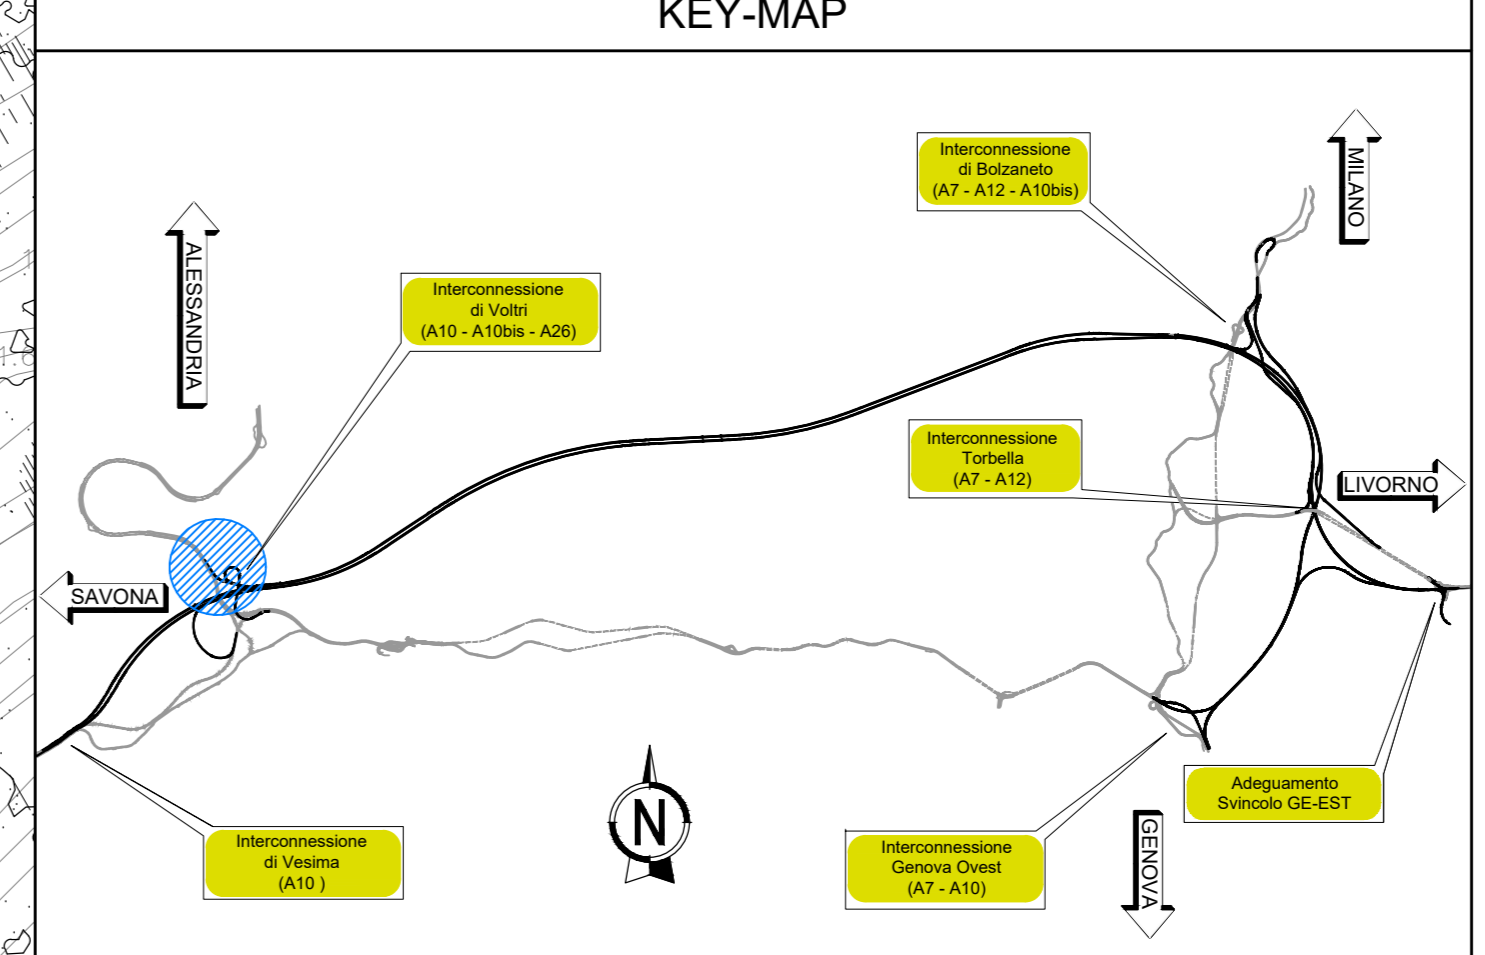 KEY-MAP
Interconnessione
di Bolzaneto
(A7 - A12 - A10bis)
MILANO
ALESSANDRIA
Interconnessione
di Voltri
(A10 - A10bis - A26)
Interconnessione
Torbella
(A7 - A12)
LIVORNO
SAVONA
Adeguamento
Svincolo GE-EST
Interconnessione
di Vesima
(A10 )
N
Interconnessione
Genova Ovest
(A7 - A10)
GENOVA